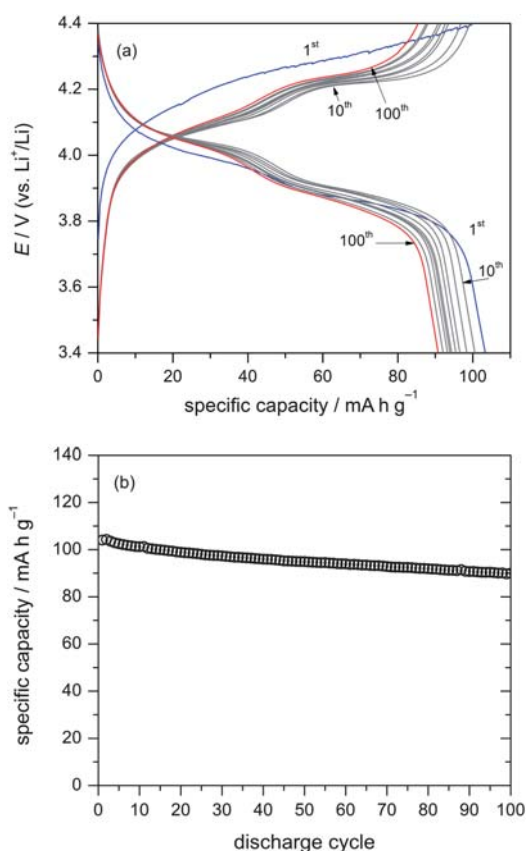 (a)
1ˢᵗ
10ᵗʰ
100ᵗʰ
1ˢᵗ
100ᵗʰ
10ᵗʰ
4.4
4.2
4.0
3.8
3.6
3.4
E / V (vs. Li⁺/Li)
0 20 40 60 80 100
specific capacity / mA h g⁻¹
(b)
140
120
100
80
60
40
20
0
specific capacity / mA h g⁻¹
0 10 20 30 40 50 60 70 80 90 100
discharge cycle